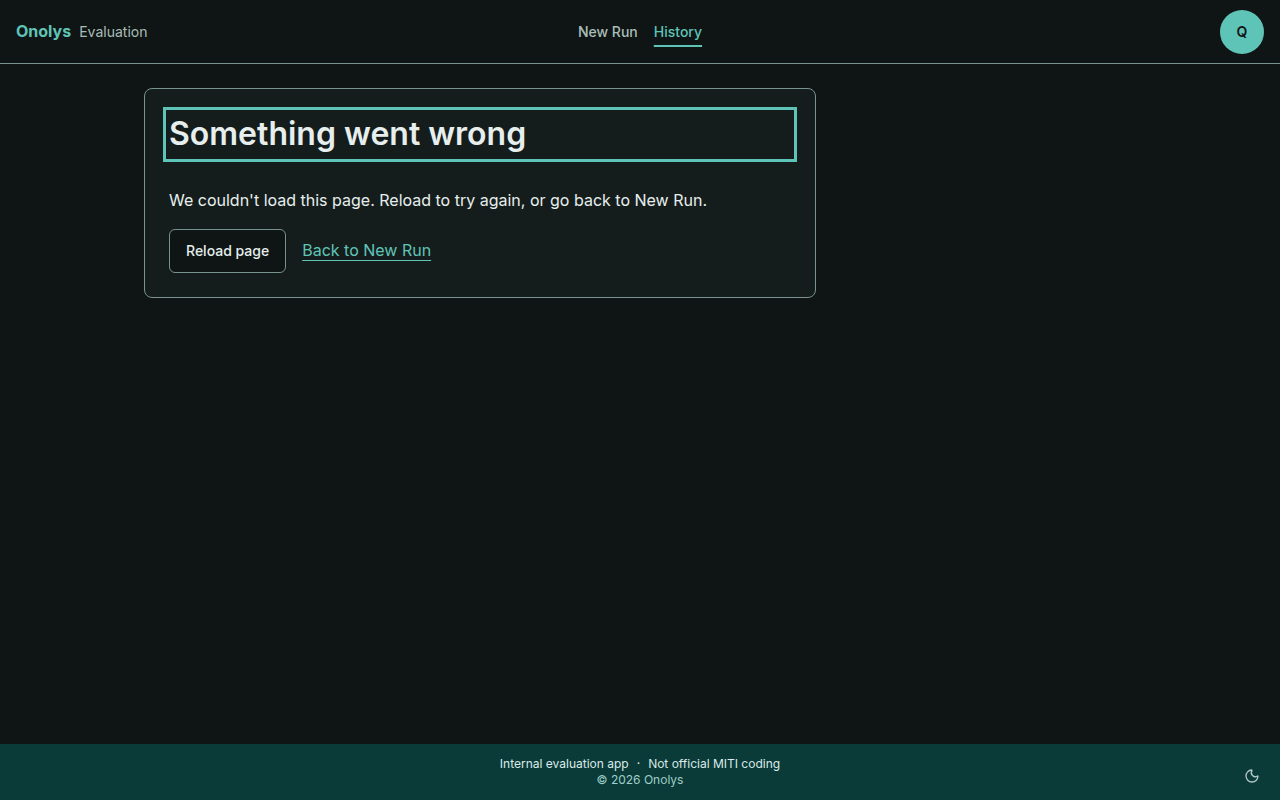 Onolys Evaluation
New Run History
Q
Something went wrong
We couldn't load this page. Reload to try again, or go back to New Run.
Reload page Back to New Run
Internal evaluation app · Not official MITI coding
© 2026 Onolys